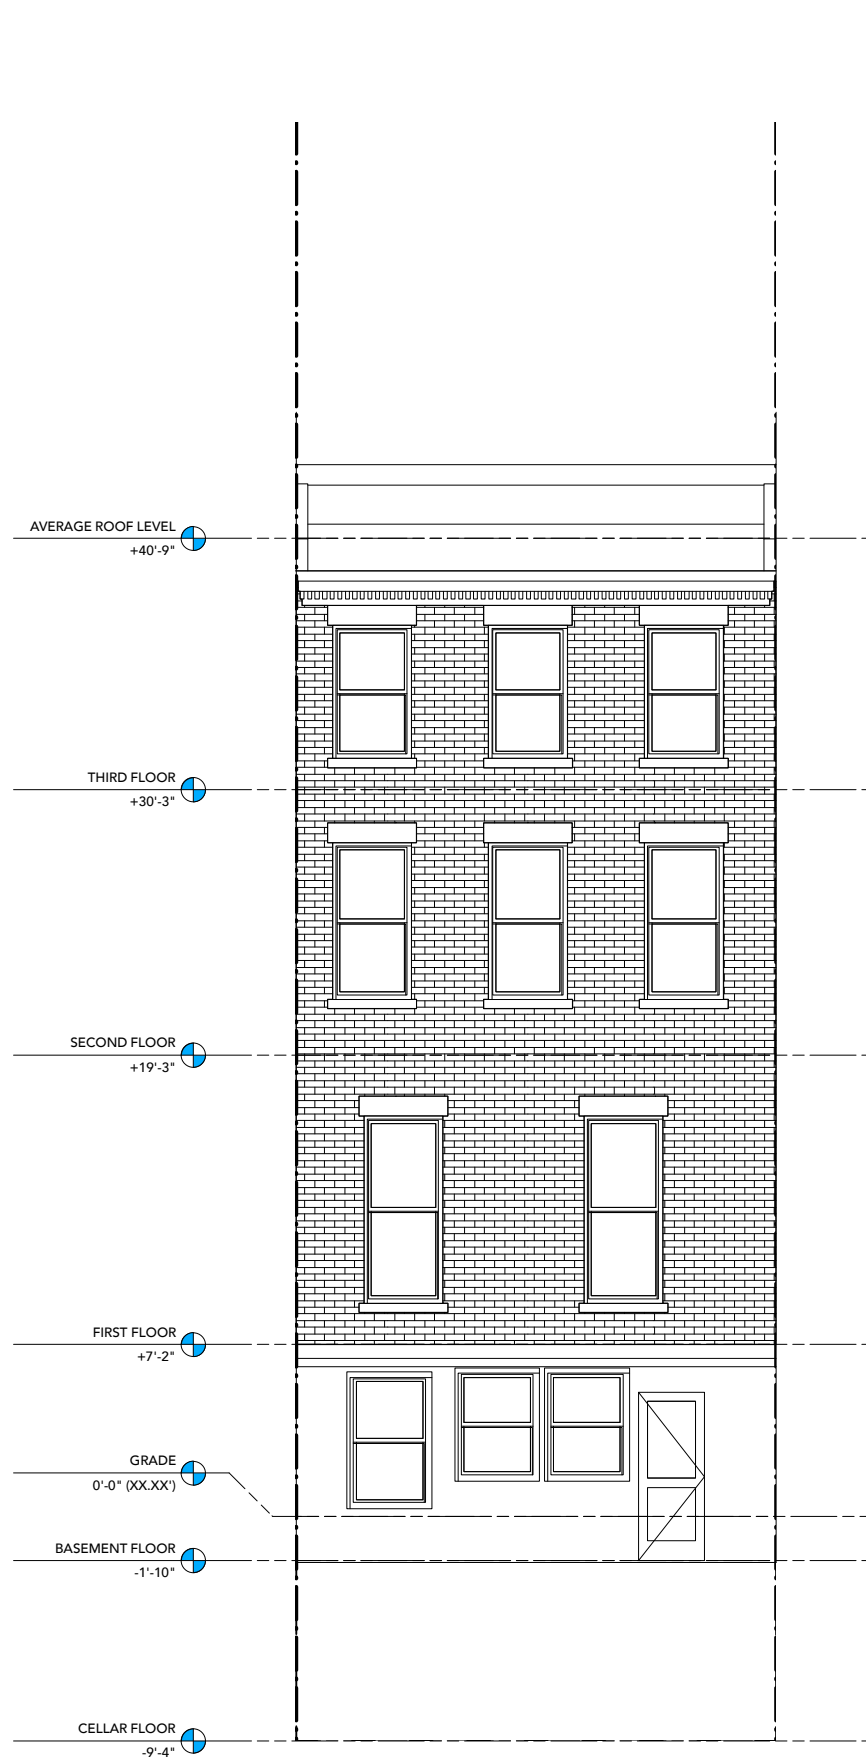 AVERAGE ROOF LEVEL
+40'-9"
THIRD FLOOR
+30'-3"
SECOND FLOOR
+19'-3"
FIRST FLOOR
+7'-2"
GRADE
0'-0" (XX.XX')
BASEMENT FLOOR
-1'-10"
CELLAR FLOOR
-9'-4"